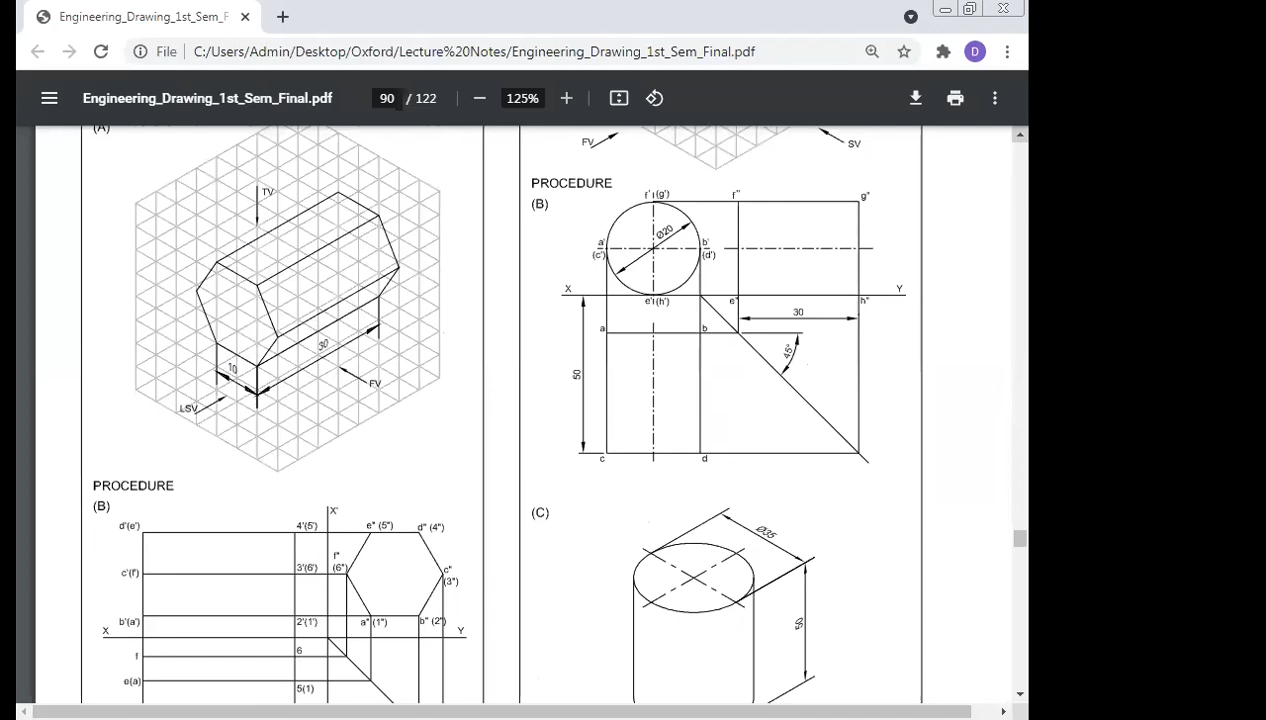 Engineering_Drawing_1st_Sem_F
File
C:/Users/Admin/Desktop/Oxford/Lecture%20Notes/Engineering_Drawing_1st_Sem_Final.pdf
D
Engineering_Drawing_1st_Sem_Final.pdf
90 / 122
125%
(A)
TV
30
10
FV
LSV
PROCEDURE
(B)
X'
d'(e')
4'(5')
e" (5")
d" (4")
f"
c'(f')
3'(6')
(6")
c"
(3")
b'(a')
2'(1')
a" (1")
b" (2")
X
Y
f
6
e(a)
5(1)
FV
SV
PROCEDURE
(B)
f'
(g')
f"
g"
Ø20
a'
b'
(c')
(d')
X
Y
e'
(h')
e"
h"
30
a
b
45°
50
c
d
(C)
Ø35
50